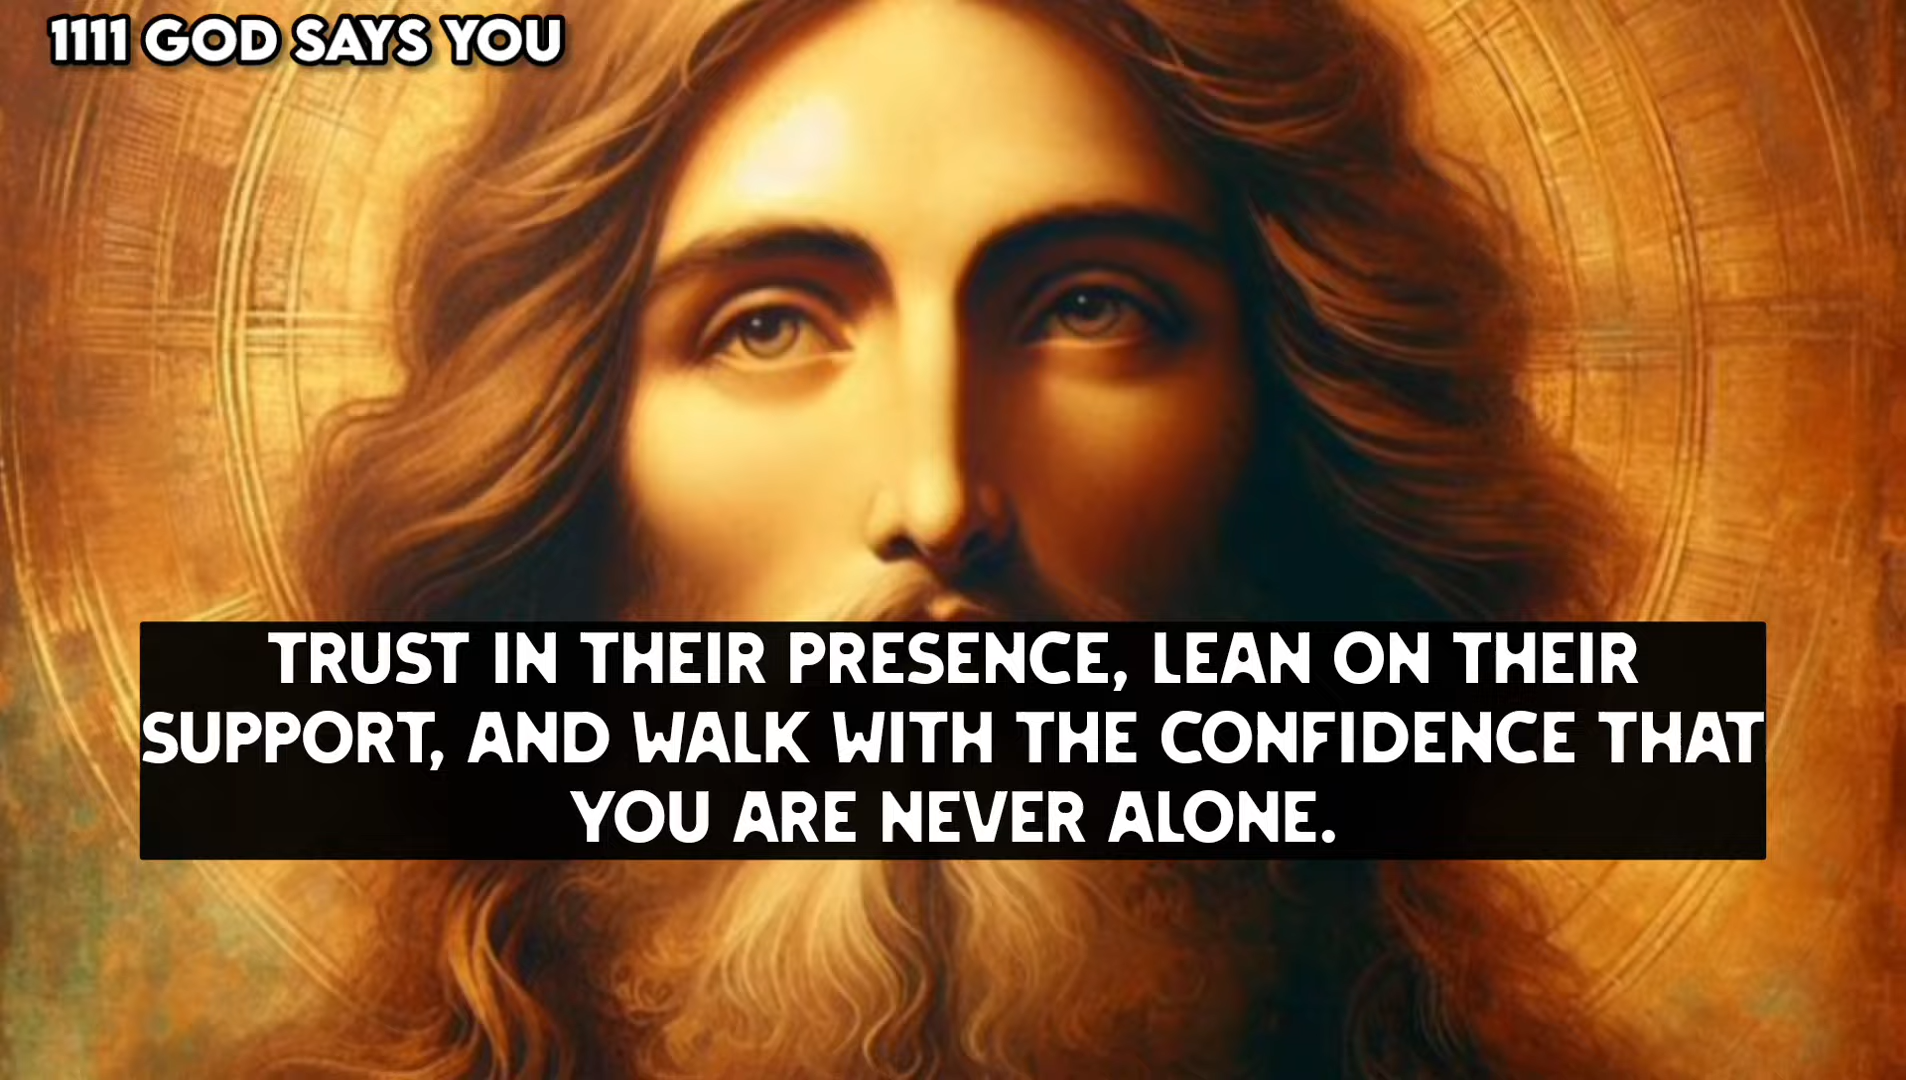 1111 GOD SAYS YOU
TRUST IN THEIR PRESENCE, LEAN ON THEIR
SUPPORT, AND WALK WITH THE CONFIDENCE THAT
YOU ARE NEVER ALONE.